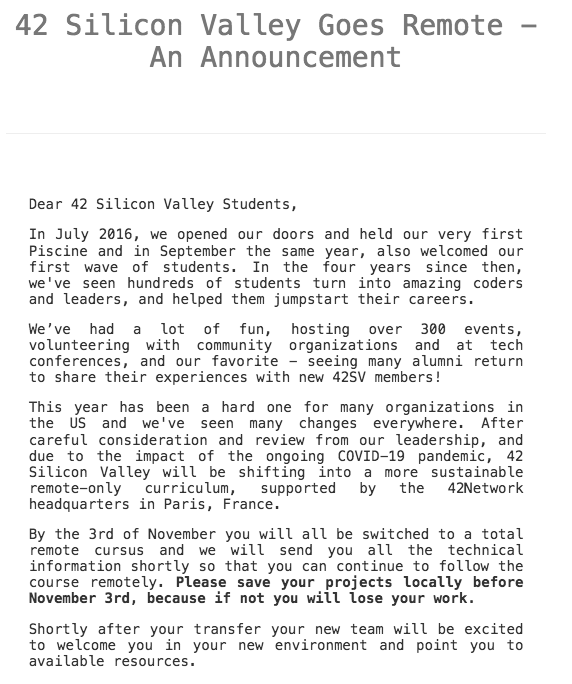 42 Silicon Valley Goes Remote –
An Announcement
Dear 42 Silicon Valley Students,
In July 2016, we opened our doors and held our very first
Piscine and in September the same year, also welcomed our
first wave of students. In the four years since then,
we've seen hundreds of students turn into amazing coders
and leaders, and helped them jumpstart their careers.
We’ve had a lot of fun, hosting over 300 events,
volunteering with community organizations and at tech
conferences, and our favorite – seeing many alumni return
to share their experiences with new 42SV members!
This year has been a hard one for many organizations in
the US and we've seen many changes everywhere. After
careful consideration and review from our leadership, and
due to the impact of the ongoing COVID-19 pandemic, 42
Silicon Valley will be shifting into a more sustainable
remote-only curriculum, supported by the 42Network
headquarters in Paris, France.
By the 3rd of November you will all be switched to a total
remote cursus and we will send you all the technical
information shortly so that you can continue to follow the
course remotely. Please save your projects locally before
November 3rd, because if not you will lose your work.
Shortly after your transfer your new team will be excited
to welcome you in your new environment and point you to
available resources.